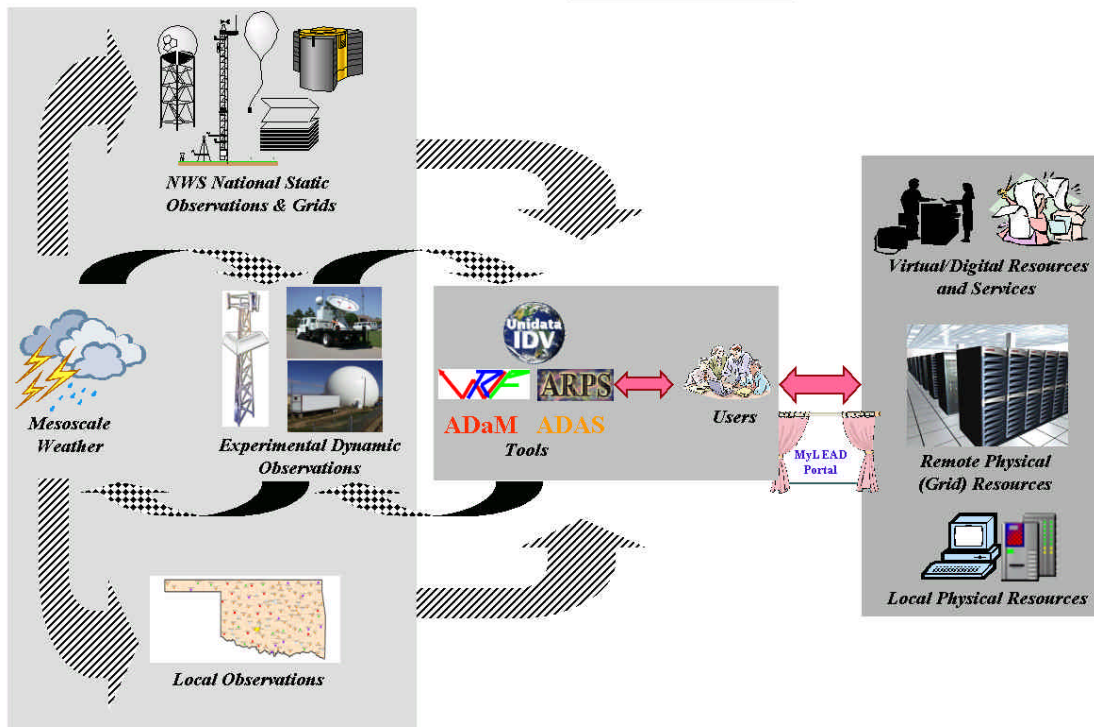 NWS National Static
Observations & Grids
Mesoscale
Weather
Experimental Dynamic
Observations
Local Observations
Unidata
IDV
WRF
ARPS
ADaM
ADAS
Tools
Users
MyLEAD
Portal
Virtual/Digital Resources
and Services
Remote Physical
(Grid) Resources
Local Physical Resources